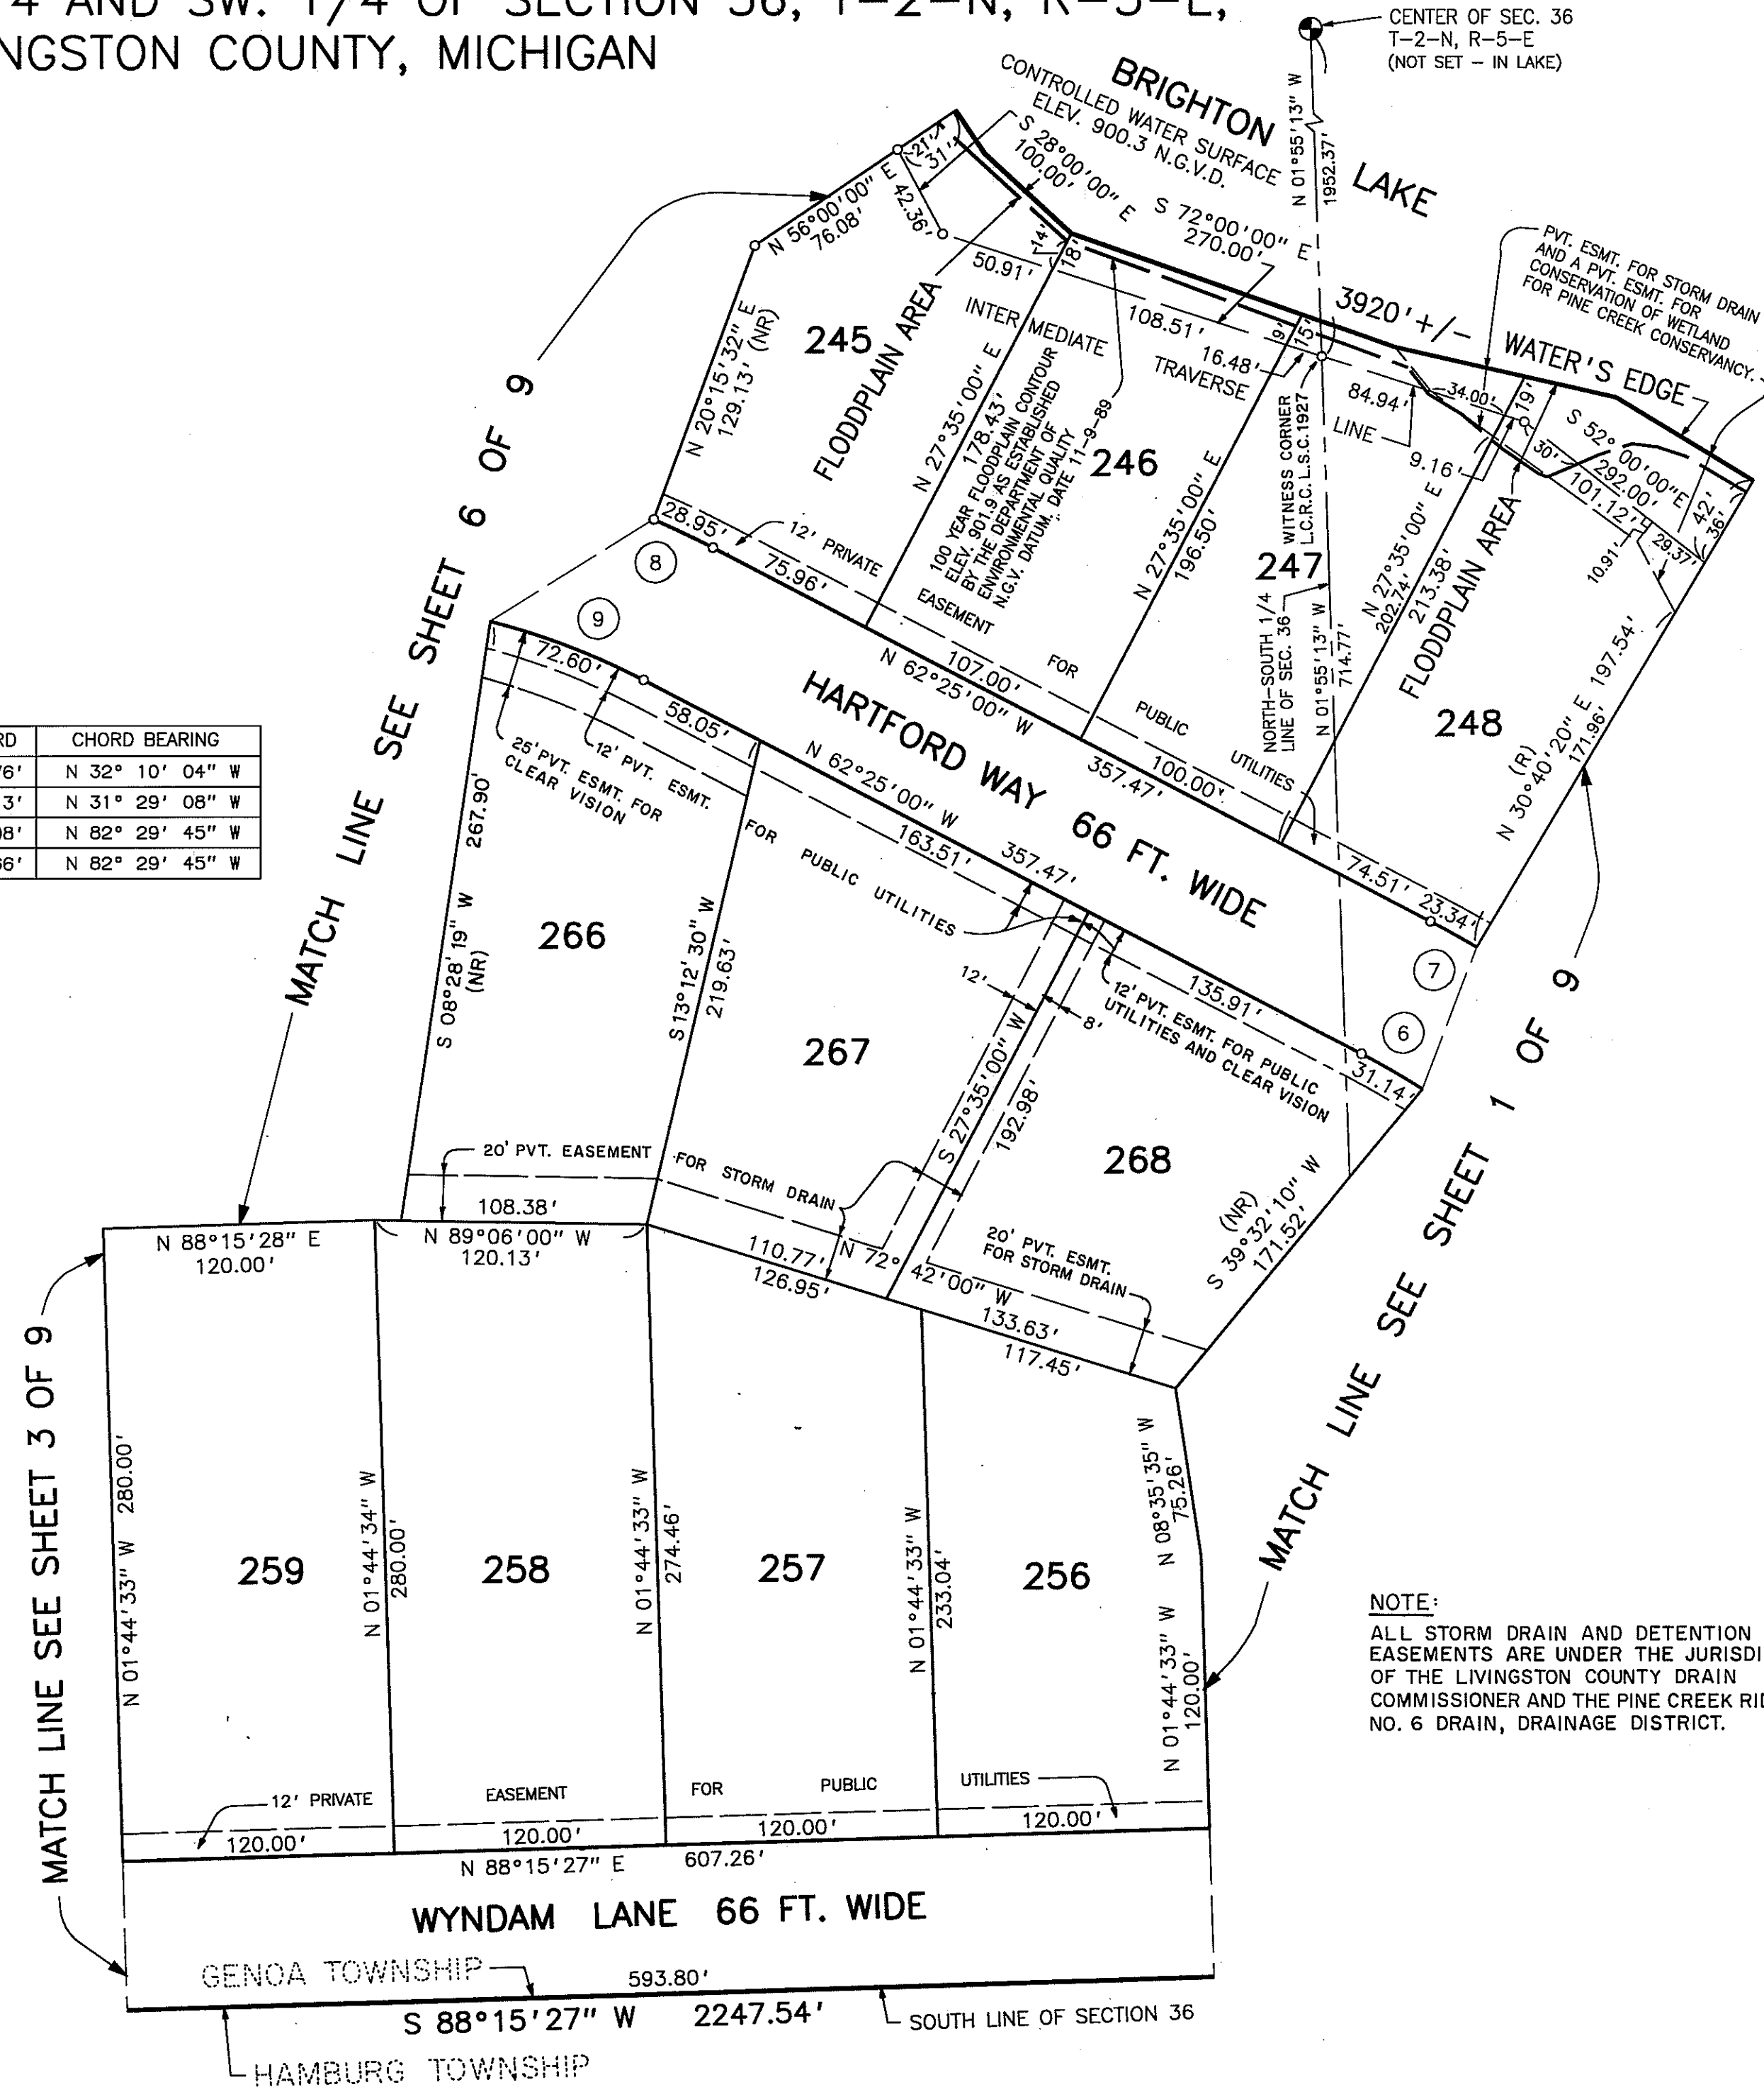 4 AND SW. 1/4 OF SECTION 36, T-2-N, R-5-E,
NGSTON COUNTY, MICHIGAN
CENTER OF SEC. 36
T-2-N, R-5-E
(NOT SET - IN LAKE)
BRIGHTON LAKE
CONTROLLED WATER SURFACE
ELEV. 900.3 N.G.V.D.
N 01°55'13" W
1952.37'
S 28°00'00" E
100.00'
S 72°00'00" E
270.00'
21'
31'
42.36'
N 56°00'00" E
76.08'
PVT. ESMT. FOR STORM DRAIN
AND A PVT. ESMT. FOR
CONSERVATION OF WETLAND
FOR PINE CREEK CONSERVANCY.
3920'+/- WATER'S EDGE
14'
18'
50.91'
INTERMEDIATE TRAVERSE LINE
108.51'
16.48'
9'
15'
84.94'
34.00'
19'
9.16'
30'
S 52°00'00"E
292.00'
101.12'
42'
36'
29.37'
10.91'
245
FLODDPLAIN AREA
N 20°15'32" E
129.13' (NR)
N 27°35'00" E
178.43'
100 YEAR FLOODPLAIN CONTOUR
ELEV. 901.9 AS ESTABLISHED
BY THE DEPARTMENT OF
ENVIRONMENTAL QUALITY
N.G.V. DATUM, DATE 11-9-89
246
N 27°35'00" E
196.50'
WITNESS CORNER
L.C.R.C. L.S.C.1927
247
NORTH-SOUTH 1/4
LINE OF SEC. 36
N 01°55'13" W
714.77'
N 27°35'00" E
202.74'
213.38'
FLODDPLAIN AREA
248
(R)
N 30°40'20" E 197.54'
171.96'
28.95'
12' PRIVATE EASEMENT FOR PUBLIC UTILITIES
75.96'
107.00'
N 62°25'00" W
357.47'
100.00'
74.51'
23.34'
8
9
7
6
HARTFORD WAY 66 FT. WIDE
MATCH LINE SEE SHEET 6 OF 9
RD CHORD BEARING
76' N 32° 10' 04" W
3' N 31° 29' 08" W
98' N 82° 29' 45" W
66' N 82° 29' 45" W
72.60'
58.05'
N 62°25'00" W
163.51'
357.47'
135.91'
31.14'
25' PVT. ESMT. FOR
CLEAR VISION
12' PVT. ESMT. FOR PUBLIC UTILITIES
S 08°28'19" W 267.90'
(NR)
266
S 13°12'30" W
219.63'
267
12'
8'
S 27°35'00" W
192.98'
12' PVT. ESMT. FOR PUBLIC
UTILITIES AND CLEAR VISION
268
(NR)
S 39°32'10" W
171.52'
20' PVT. EASEMENT FOR STORM DRAIN
20' PVT. ESMT.
FOR STORM DRAIN
MATCH LINE SEE SHEET 1 OF 9
108.38'
N 88°15'28" E
120.00'
N 89°06'00" W
120.13'
110.77'
126.95'
N 72°42'00" W
133.63'
117.45'
MATCH LINE SEE SHEET 3 OF 9
N 01°44'33" W 280.00'
259
N 01°44'34" W
280.00'
258
N 01°44'33" W
274.46'
257
N 01°44'33" W
233.04'
256
N 08°35'35" W
75.26'
N 01°44'33" W
120.00'
NOTE:
ALL STORM DRAIN AND DETENTION
EASEMENTS ARE UNDER THE JURISDI
OF THE LIVINGSTON COUNTY DRAIN
COMMISSIONER AND THE PINE CREEK RI
NO. 6 DRAIN, DRAINAGE DISTRICT.
12' PRIVATE EASEMENT FOR PUBLIC UTILITIES
120.00' 120.00' 120.00' 120.00'
N 88°15'27" E 607.26'
WYNDAM LANE 66 FT. WIDE
GENOA TOWNSHIP
593.80'
S 88°15'27" W 2247.54'
SOUTH LINE OF SECTION 36
HAMBURG TOWNSHIP